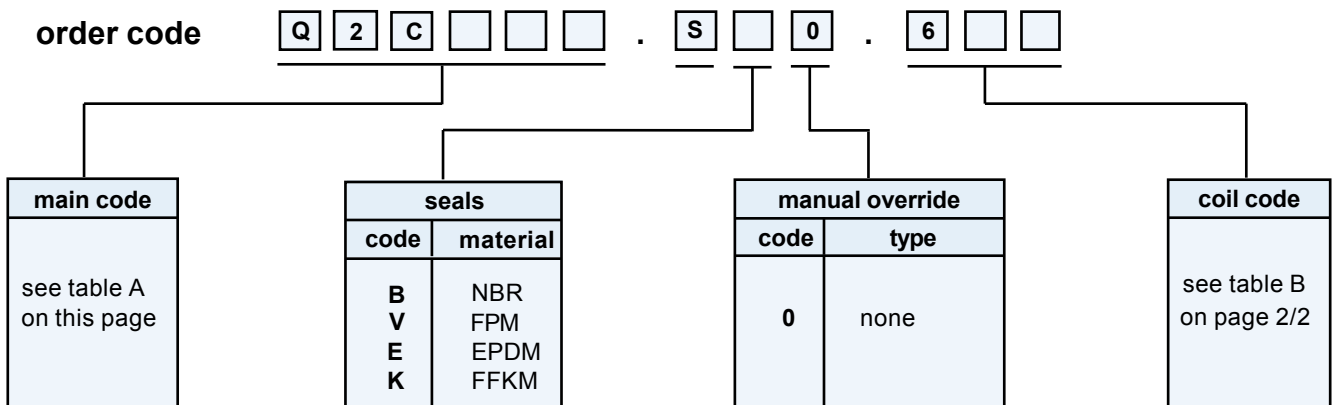 order code Q 2 C . S 0 . 6
main code
see table A
on this page
seals
code material
B NBR
V FPM
E EPDM
K FFKM
manual override
code type
0 none
coil code
see table B
on page 2/2